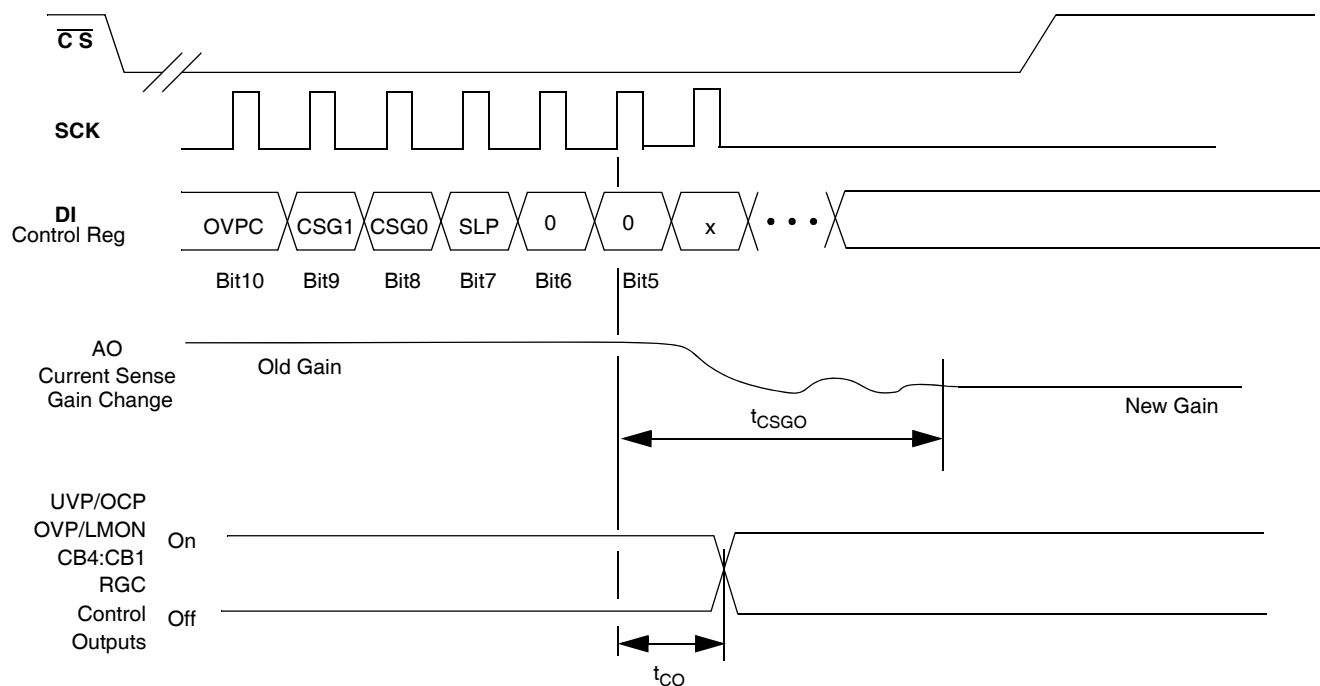 CS
SCK
DI
Control Reg
OVPC CSG1 CSG0 SLP 0 0 x • • •
Bit10 Bit9 Bit8 Bit7 Bit6 Bit5
AO
Current Sense
Gain Change
Old Gain
New Gain
tCSGO
UVP/OCP
OVP/LMON
CB4:CB1
RGC
Control
Outputs
On
Off
tCO